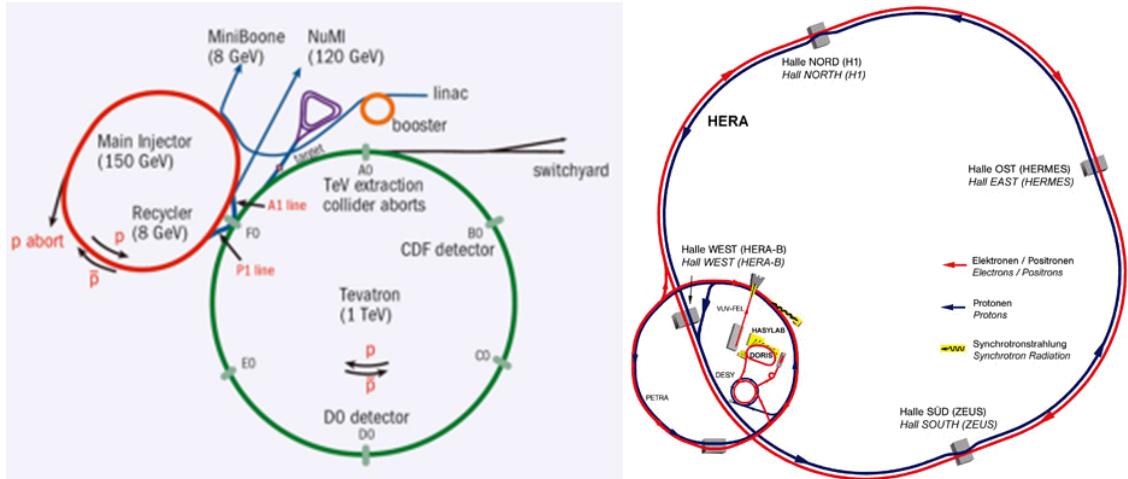 MiniBoone
(8 GeV)
NuMI
(120 GeV)
linac
booster
Main Injector
(150 GeV)
target
switchyard
A0
TeV extraction
collider aborts
A1 line
Recycler
(8 GeV)
p abort
p
p̅
F0
B0
CDF detector
P1 line
Tevatron
(1 TeV)
p
p̅
E0
C0
D0 detector
D0
Halle NORD (H1)
Hall NORTH (H1)
HERA
Halle OST (HERMES)
Hall EAST (HERMES)
Halle WEST (HERA-B)
Hall WEST (HERA-B)
Elektronen / Positronen
Electrons / Positrons
Protonen
Protons
Synchrotronstrahlung
Synchrotron Radiation
VUV-FEL
HASYLAB
DORIS
DESY
PETRA
Halle SÜD (ZEUS)
Hall SOUTH (ZEUS)